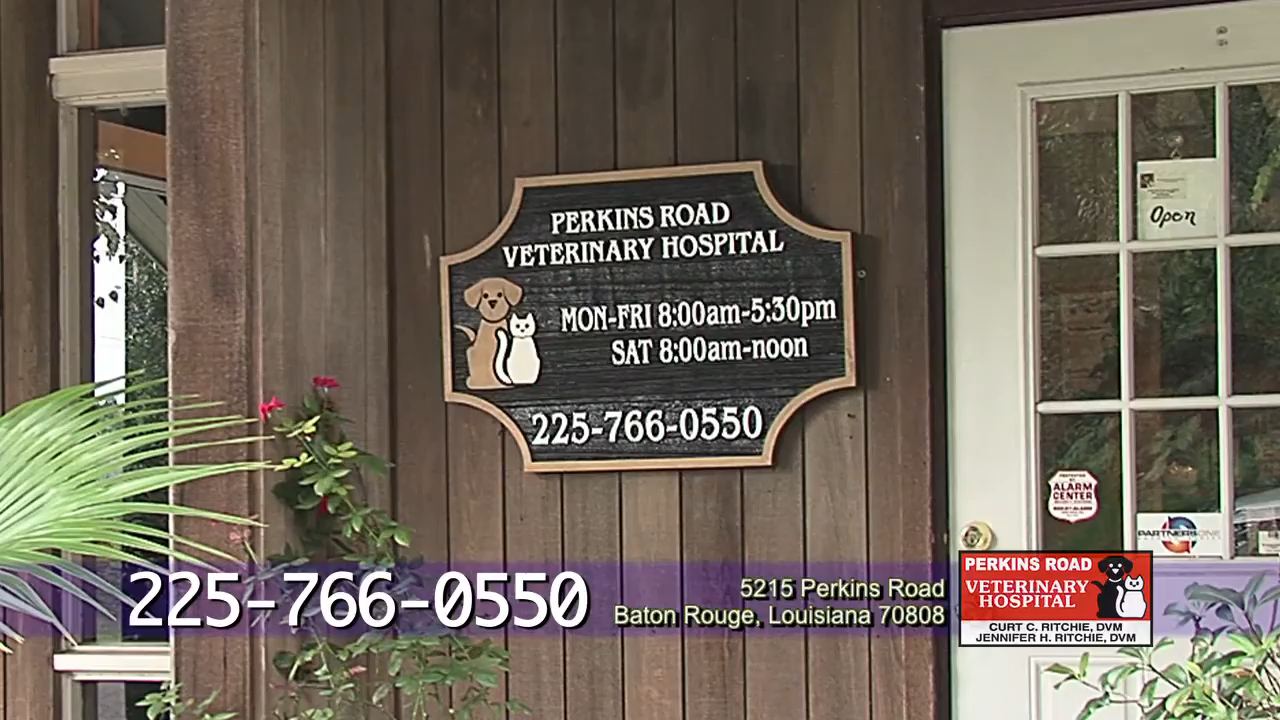 PERKINS ROAD
VETERINARY HOSPITAL
MON-FRI 8:00am-5:30pm
SAT 8:00am-noon
225-766-0550
Open
ALARM
CENTER
PARTNERSONE
225-766-0550
5215 Perkins Road
Baton Rouge, Louisiana 70808
PERKINS ROAD
VETERINARY
HOSPITAL
CURT C. RITCHIE, DVM
JENNIFER H. RITCHIE, DVM